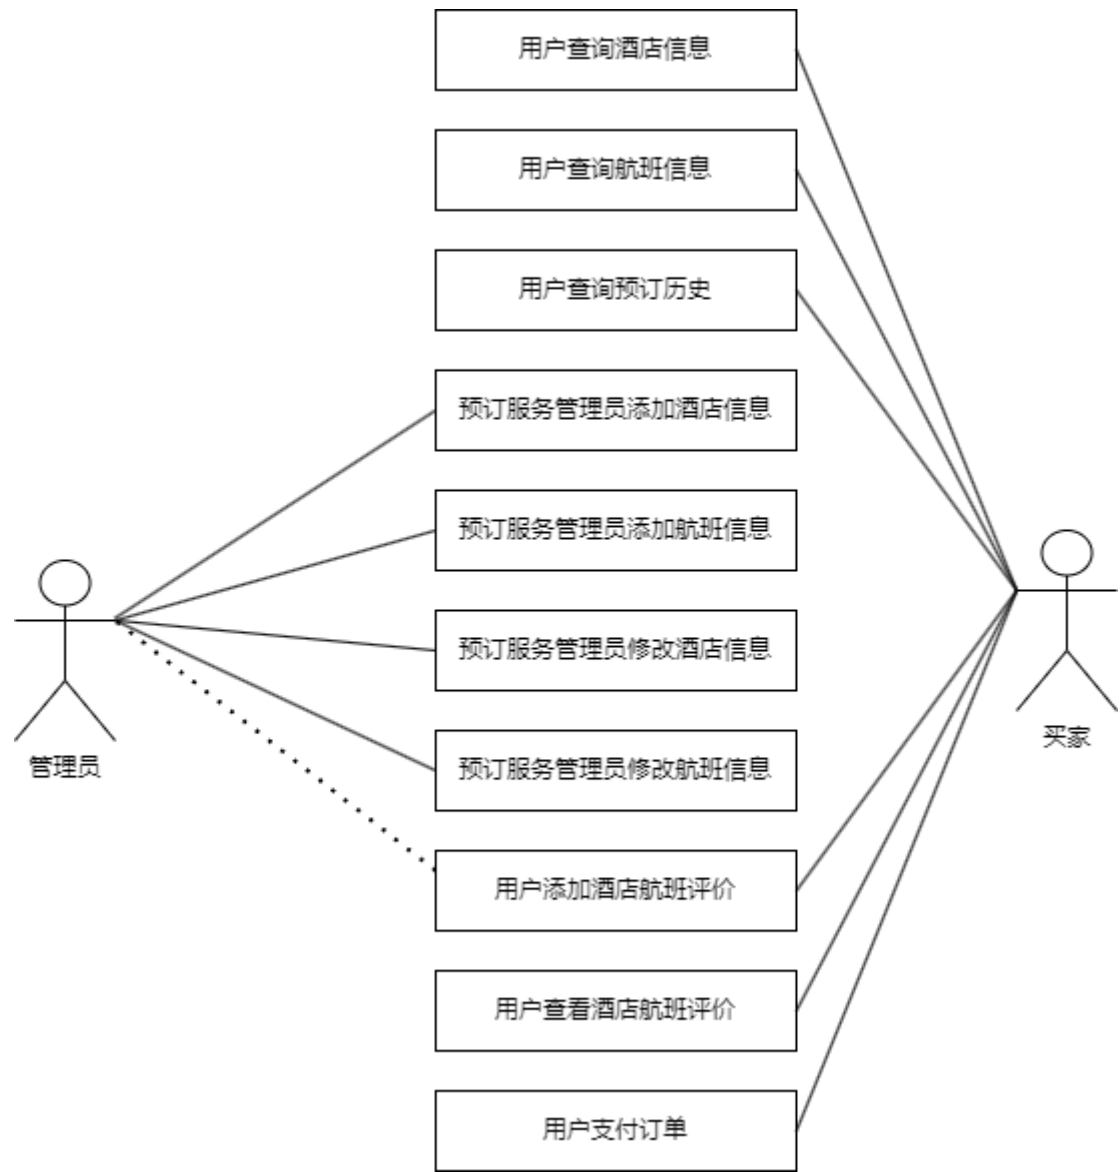 用户查询酒店信息
用户查询航班信息
用户查询预订历史
预订服务管理员添加酒店信息
预订服务管理员添加航班信息
预订服务管理员修改酒店信息
预订服务管理员修改航班信息
用户添加酒店航班评价
用户查看酒店航班评价
用户支付订单
管理员
买家